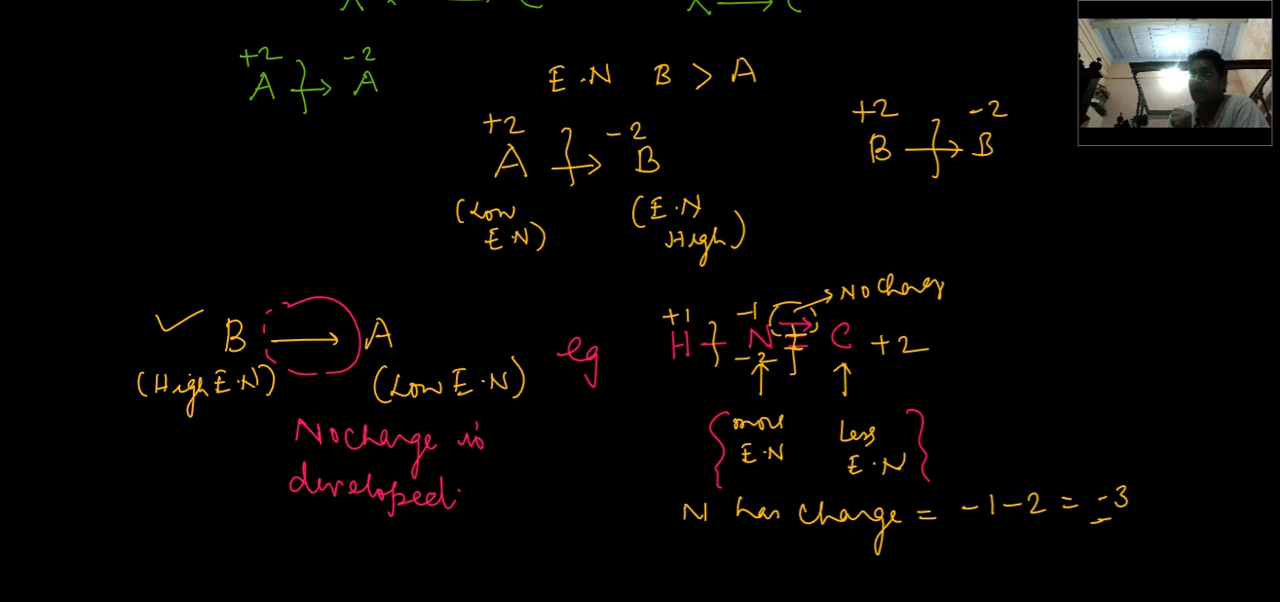 A → C
+2 A → -2 A
E.N B > A
+2 A → -2 B
(Low E.N)
(E.N High)
+2 B → -2 B
B → A
(High E.N)
(Low E.N)
No charge is
developed.
eg
→ No charge
+1 -1
H N C +2
-2
more
E.N
Less
E.N
N has charge = -1-2 = -3